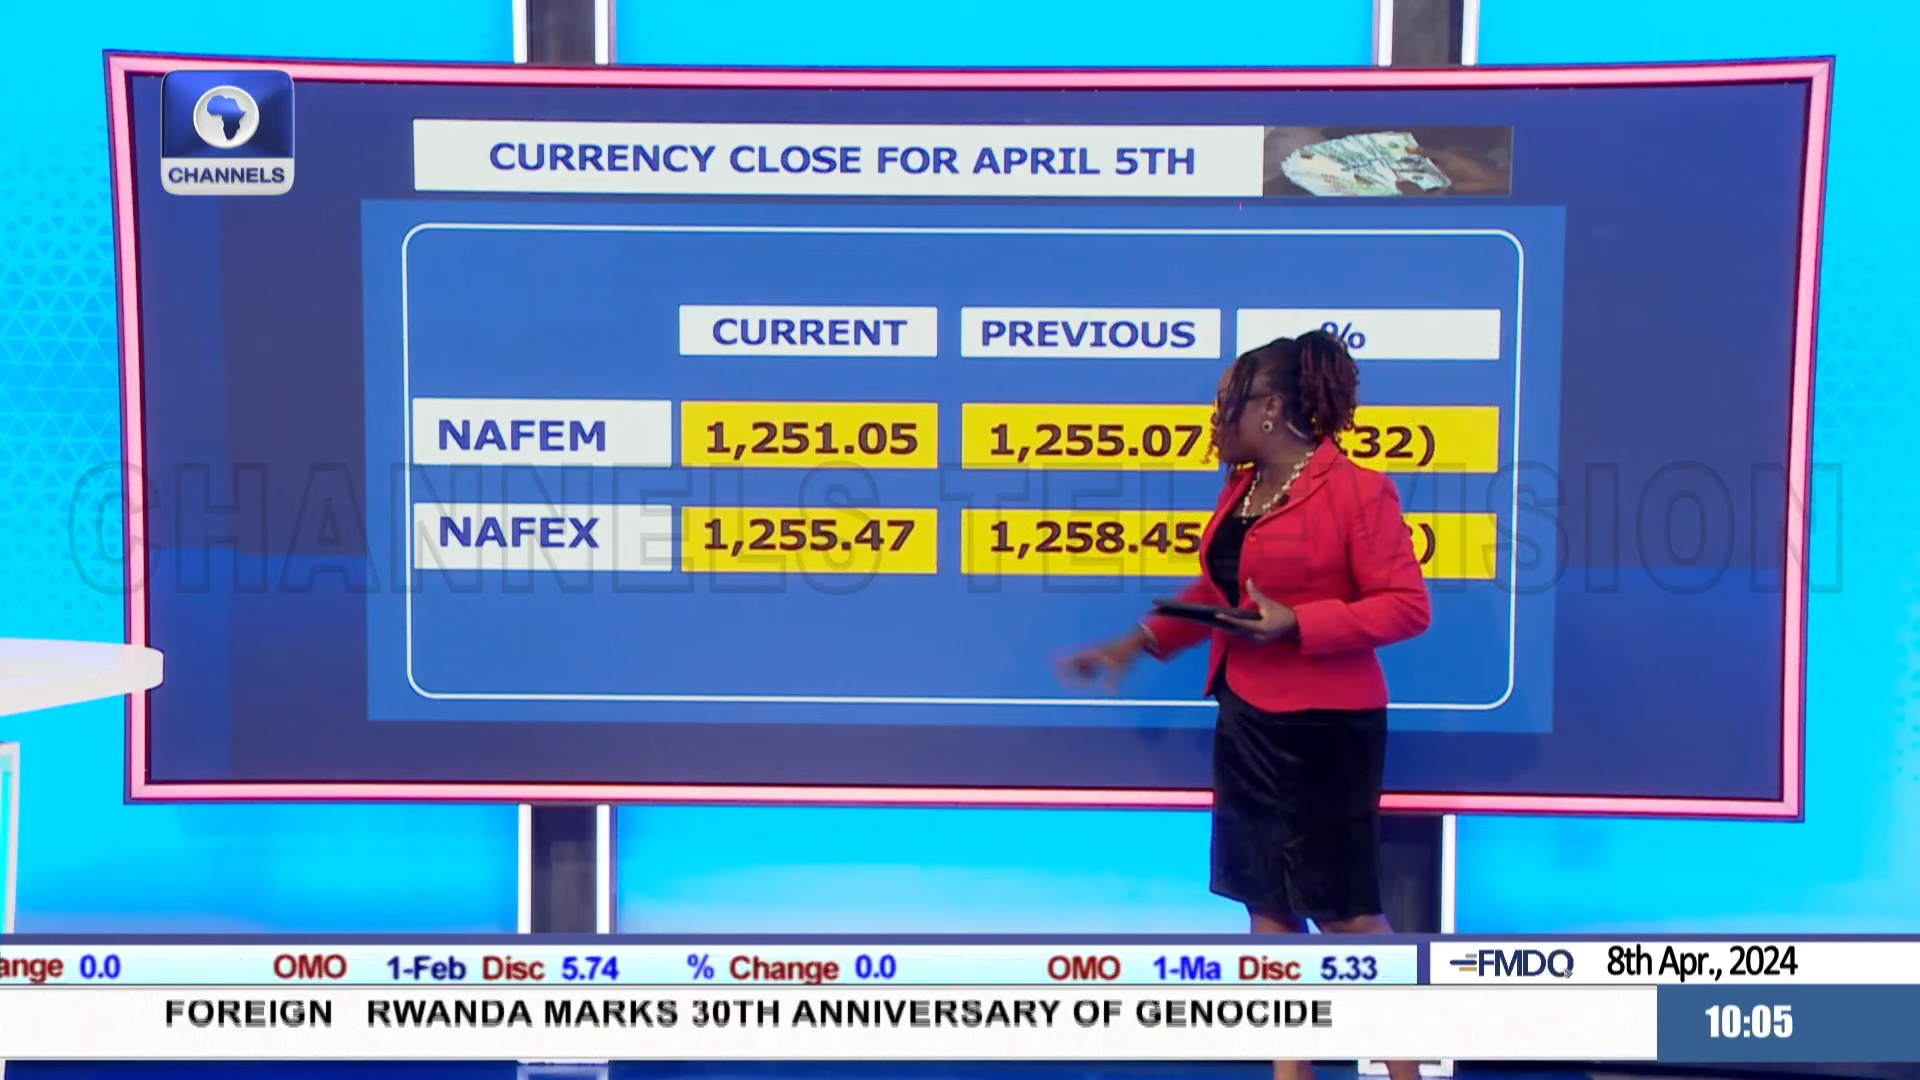 CHANNELS
CURRENCY CLOSE FOR APRIL 5TH
CURRENT PREVIOUS %
NAFEM 1,251.05 1,255.07 .32)
NAFEX 1,255.47 1,258.45 )
CHANNELS TELEVISION
ange 0.0 OMO 1-Feb Disc 5.74 % Change 0.0 OMO 1-Ma Disc 5.33
FMDQ 8th Apr., 2024
FOREIGN RWANDA MARKS 30TH ANNIVERSARY OF GENOCIDE
10:05